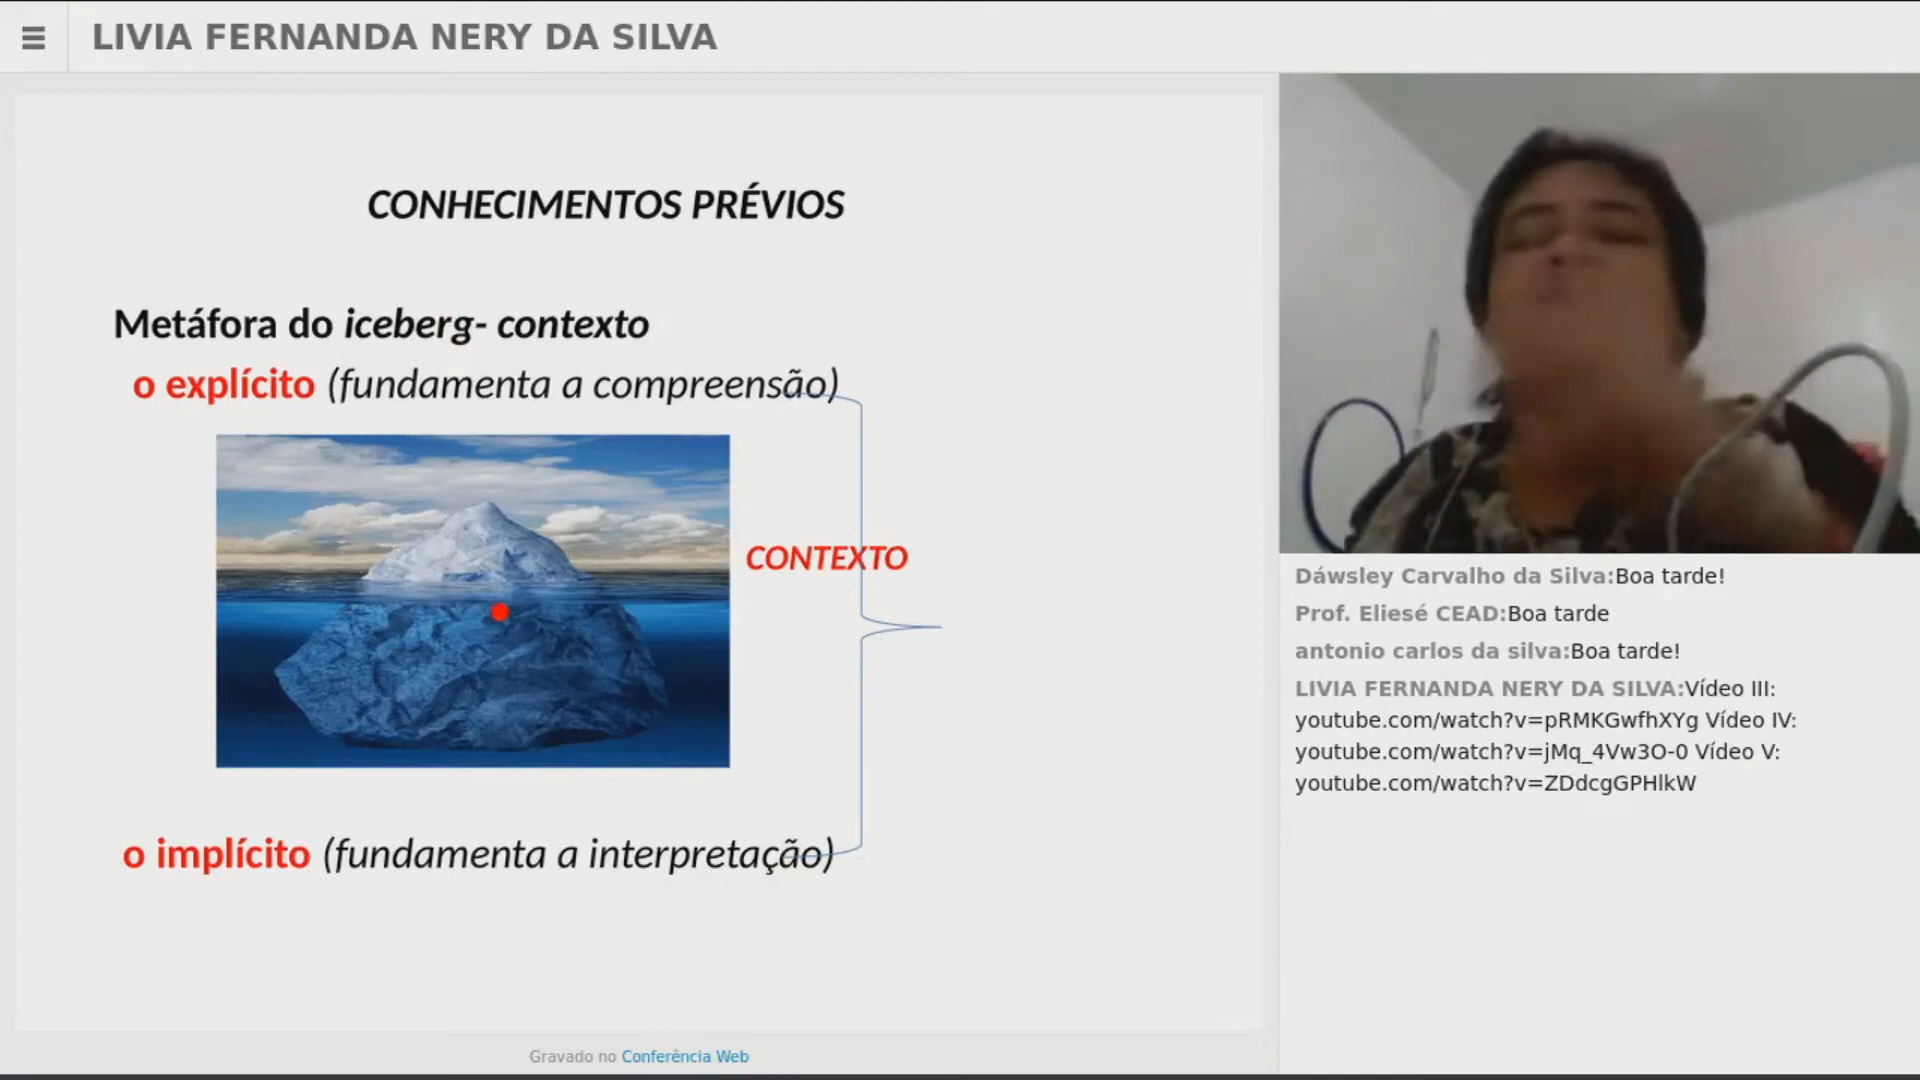 LIVIA FERNANDA NERY DA SILVA
CONHECIMENTOS PRÉVIOS
Metáfora do iceberg- contexto
o explícito (fundamenta a compreensão)
CONTEXTO
o implícito (fundamenta a interpretação)
Gravado no Conferência Web
Dáwsley Carvalho da Silva:Boa tarde!
Prof. Eliesé CEAD:Boa tarde
antonio carlos da silva:Boa tarde!
LIVIA FERNANDA NERY DA SILVA:Vídeo III:
youtube.com/watch?v=pRMKGwfhXYg Vídeo IV:
youtube.com/watch?v=jMq_4Vw3O-0 Vídeo V:
youtube.com/watch?v=ZDdcgGPHlkW